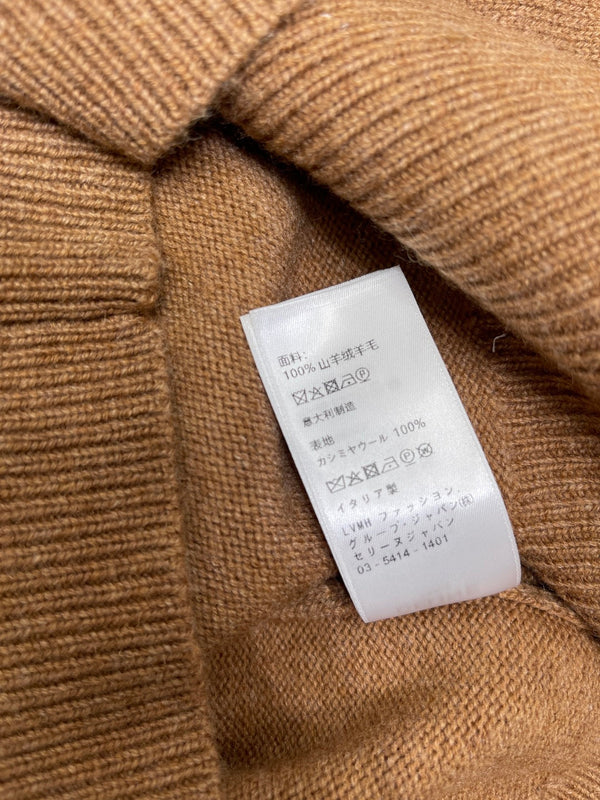 面料:
100% 山羊绒羊毛
意大利制造
表地
カシミヤウール 100%
イタリア製
LVMH ファッション
グループ・ジャパン(株)
セリーヌジャパン
03 - 5414 - 1401